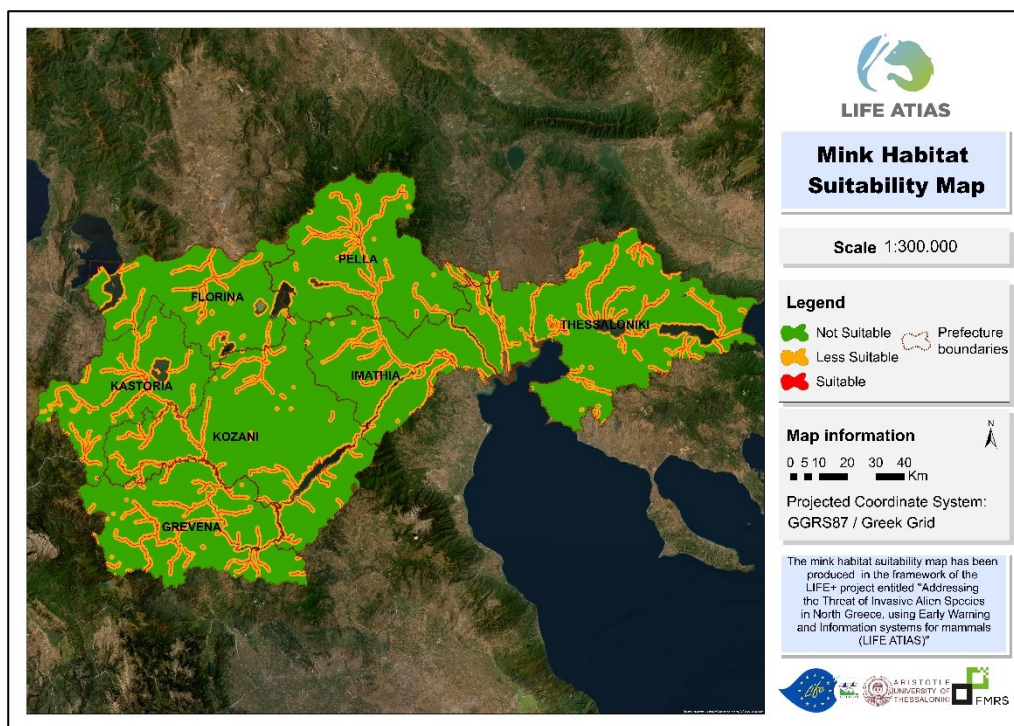 LIFE ATIAS
Mink Habitat
Suitability Map
Scale 1:300.000
Legend
Not Suitable
Less Suitable
Suitable
Prefecture
boundaries
Map information
N
0 5 10 20 30 40
Km
Projected Coordinate System:
GGRS87 / Greek Grid
The mink habitat suitability map has been
produced in the framework of the
LIFE+ project entitled "Addressing
the Threat of Invasive Alien Species
in North Greece, using Early Warning
and Information systems for mammals
(LIFE ATIAS)"
Life
ARISTOTLE
UNIVERSITY OF
THESSALONIKI
FMRS
PELLA
FLORINA
THESSALONIKI
IMATHIA
KASTORIA
KOZANI
GREVENA